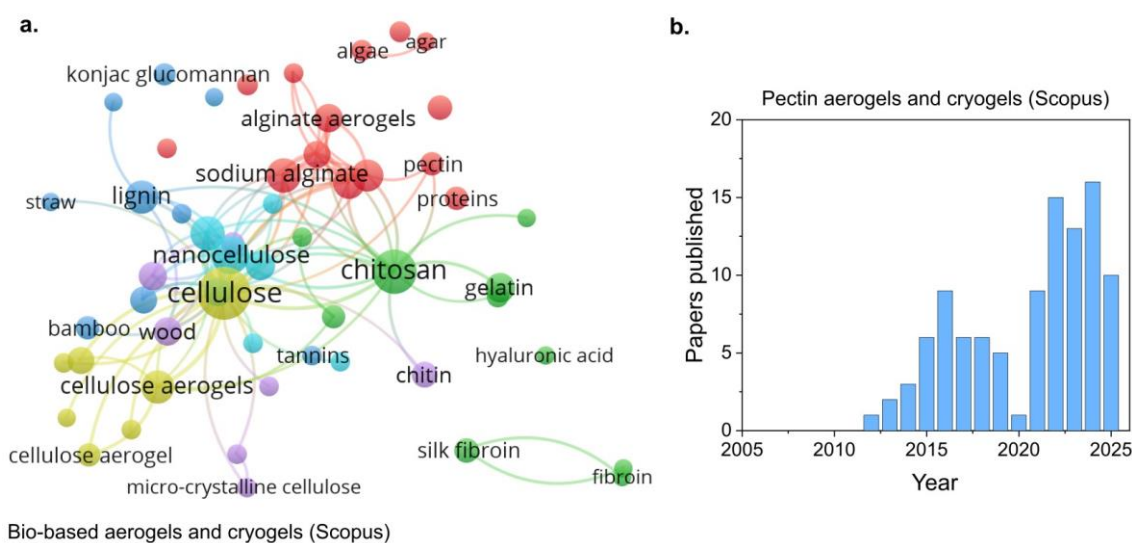 a.
algae
agar
konjac glucomannan
alginate aerogels
sodium alginate
pectin
straw
lignin
proteins
nanocellulose
chitosan
cellulose
gelatin
bamboo
wood
tannins
hyaluronic acid
cellulose aerogels
chitin
cellulose aerogel
silk fibroin
fibroin
micro-crystalline cellulose
Bio-based aerogels and cryogels (Scopus)
b.
Pectin aerogels and cryogels (Scopus)
Papers published
20
15
10
5
0
2005
2010
2015
2020
2025
Year